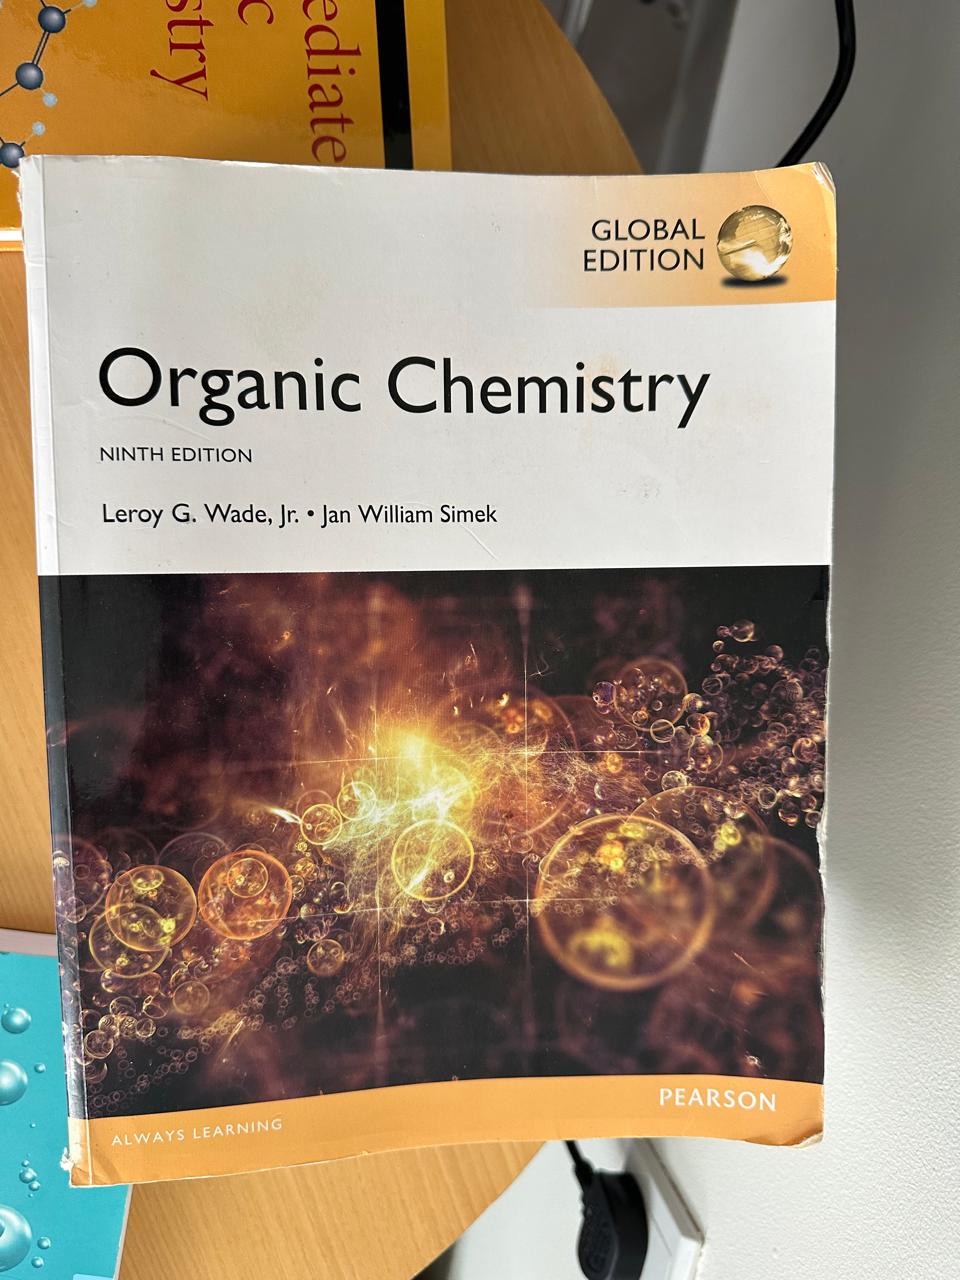 ediate
c
stry
GLOBAL
EDITION
Organic Chemistry
NINTH EDITION
Leroy G. Wade, Jr. • Jan William Simek
ALWAYS LEARNING
PEARSON